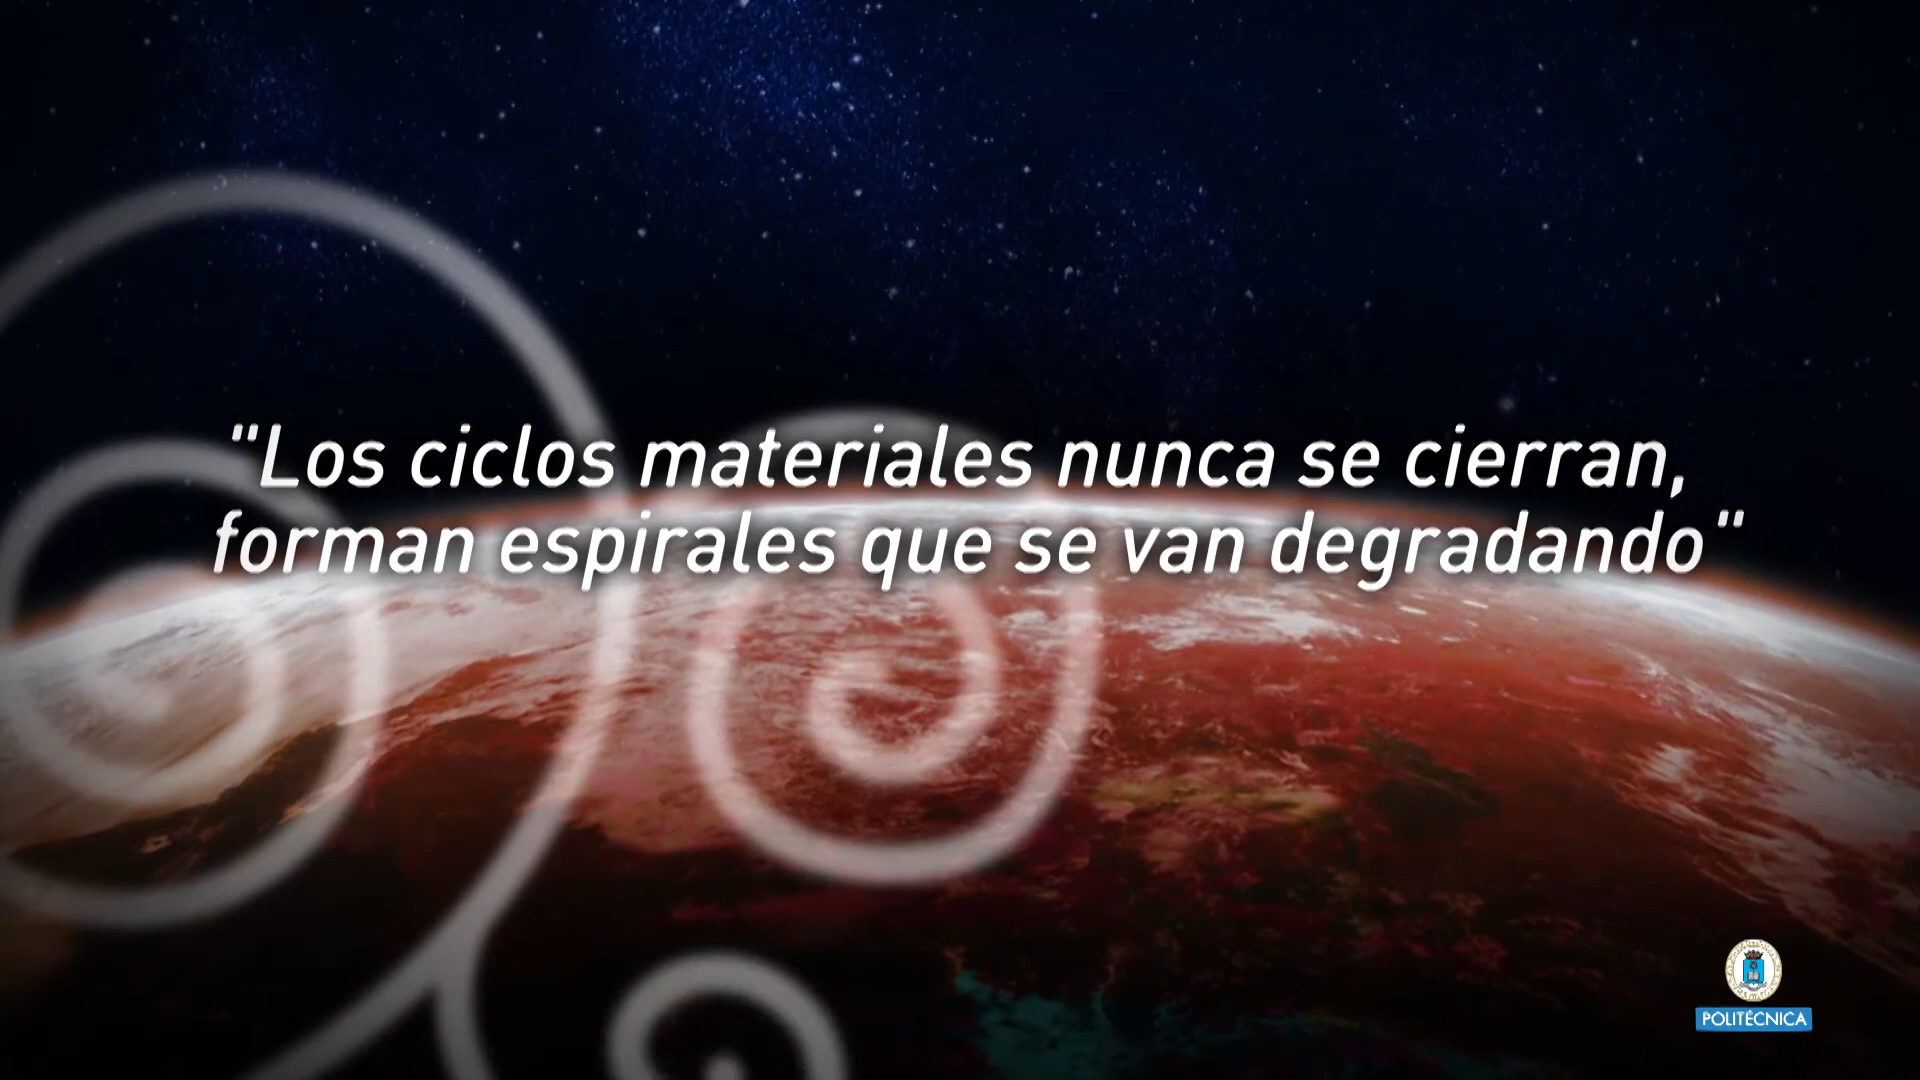 "Los ciclos materiales nunca se cierran,
forman espirales que se van degradando"
POLITÉCNICA